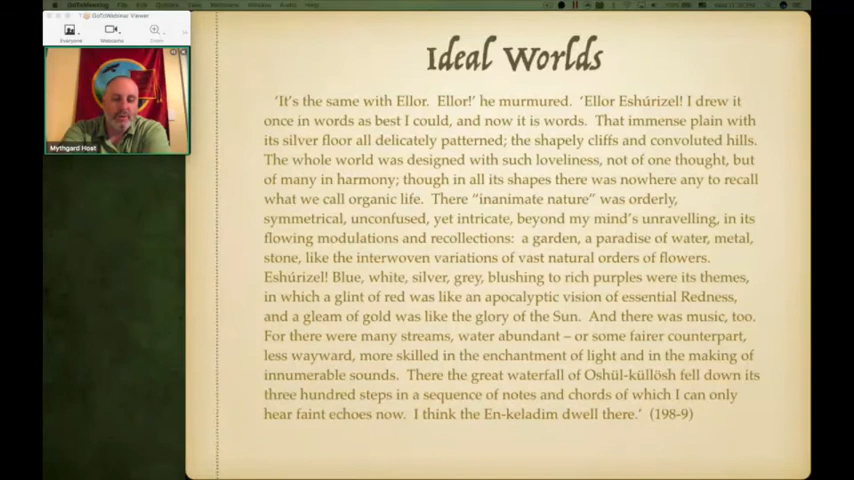 GoToWebinar Viewer
Everyone
Webcams
Mythgard Host
Ideal Worlds
‘It’s the same with Ellor.  Ellor!’ he murmured.  ‘Ellor Eshúrizel! I drew it
once in words as best I could, and now it is words.  That immense plain with
its silver floor all delicately patterned; the shapely cliffs and convoluted hills.
The whole world was designed with such loveliness, not of one thought, but
of many in harmony; though in all its shapes there was nowhere any to recall
what we call organic life.  There “inanimate nature” was orderly,
symmetrical, unconfused, yet intricate, beyond my mind’s unravelling, in its
flowing modulations and recollections:  a garden, a paradise of water, metal,
stone, like the interwoven variations of vast natural orders of flowers.
Eshúrizel! Blue, white, silver, grey, blushing to rich purples were its themes,
in which a glint of red was like an apocalyptic vision of essential Redness,
and a gleam of gold was like the glory of the Sun.  And there was music, too.
For there were many streams, water abundant – or some fairer counterpart,
less wayward, more skilled in the enchantment of light and in the making of
innumerable sounds.  There the great waterfall of Oshül-küllösh fell down its
three hundred steps in a sequence of notes and chords of which I can only
hear faint echoes now.  I think the En-keladim dwell there.’  (198-9)